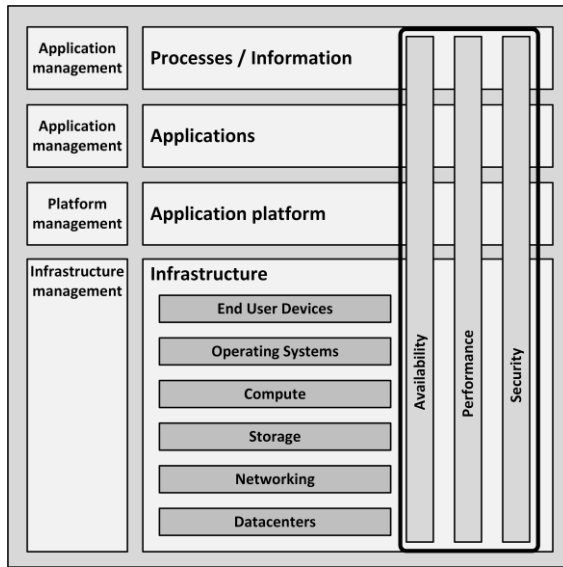 Application
management
Processes / Information
Application
management
Applications
Platform
management
Application platform
Infrastructure
management
Infrastructure
End User Devices
Operating Systems
Compute
Storage
Networking
Datacenters
Availability
Performance
Security